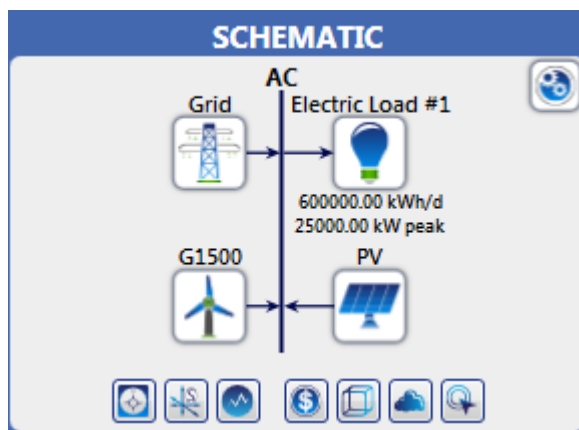 SCHEMATIC
AC
Grid
Electric Load #1
600000.00 kWh/d
25000.00 kW peak
G1500
PV